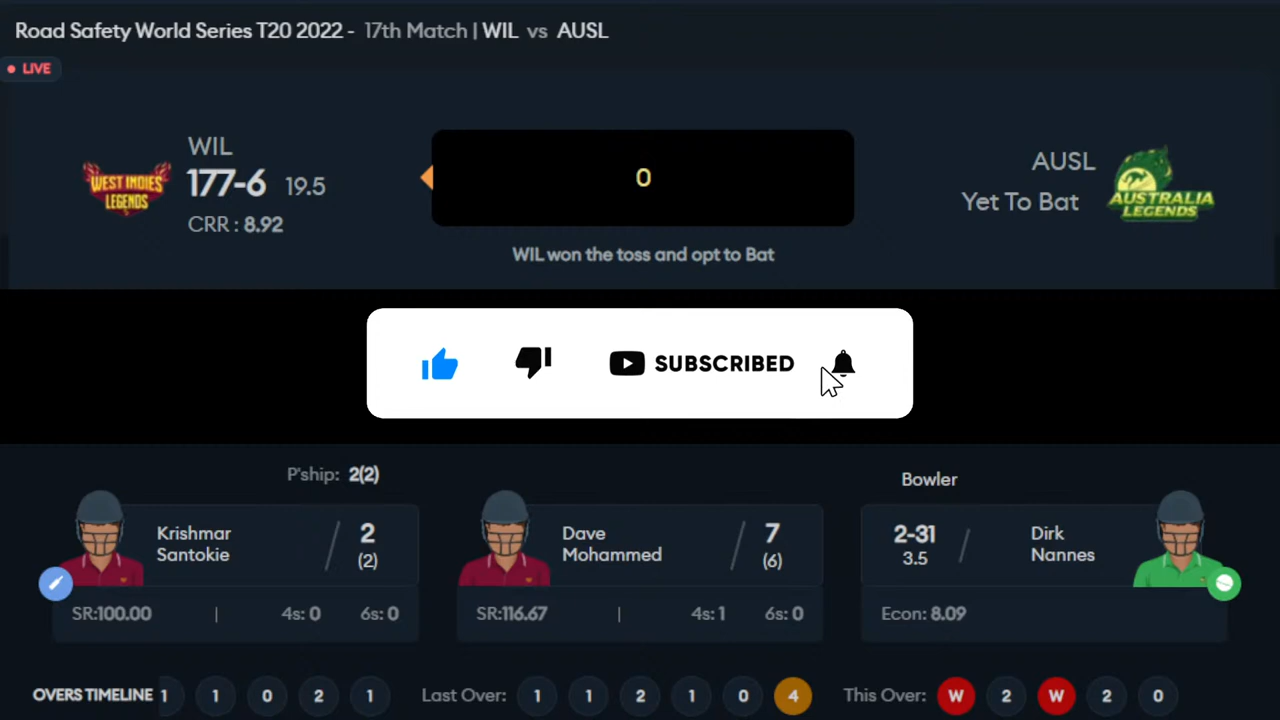 Road Safety World Series T20 2022 - 17th Match | WIL vs AUSL
LIVE
WIL
177-6 19.5
CRR : 8.92
WEST INDIES
LEGENDS
0
WIL won the toss and opt to Bat
AUSL
Yet To Bat
AUSTRALIA
LEGENDS
SUBSCRIBED
P'ship: 2(2)
Bowler
Krishmar
Santokie
/ 2
(2)
SR:100.00 | 4s: 0 6s: 0
Dave
Mohammed
/ 7
(6)
SR:116.67 | 4s: 1 6s: 0
2-31
3.5
/ Dirk
Nannes
Econ: 8.09
OVERS TIMELINE 1 1 0 2 1 Last Over: 1 1 2 1 0 4 This Over: W 2 W 2 0